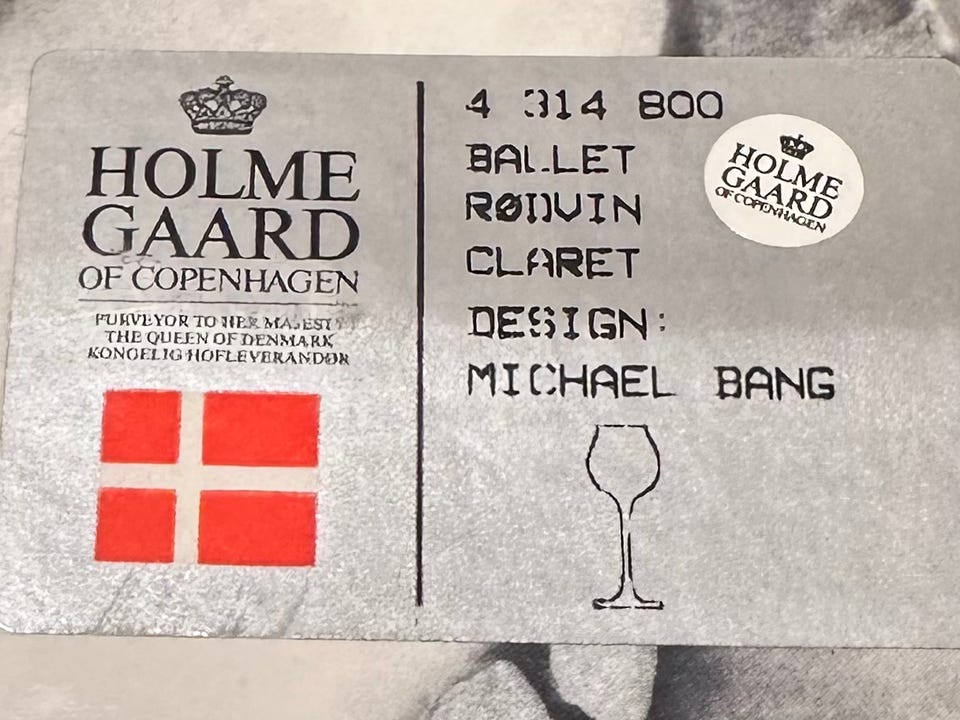 HOLME
GAARD
OF COPENHAGEN
PURVEYOR TO HER MAJESTY
THE QUEEN OF DENMARK
KONGELIG HOFLEVERANDØR
4 314 800
BALLET
RØDVIN
CLARET
DESIGN:
MICHAEL BANG
HOLME
GAARD
OF COPENHAGEN